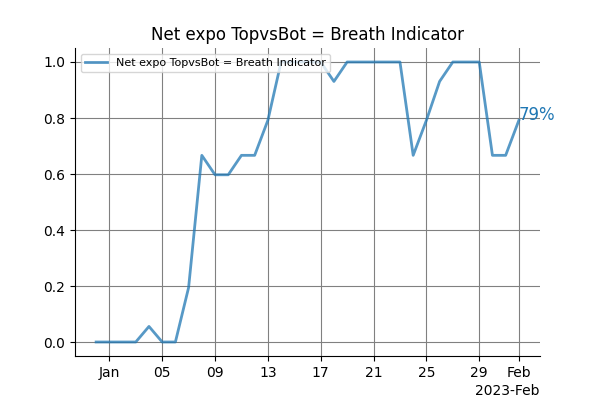 Net expo TopvsBot = Breath Indicator
Net expo TopvsBot = Breath Indicator
1.0
0.8
0.6
0.4
0.2
0.0
79%
Jan 05 09 13 17 21 25 29 Feb
2023-Feb